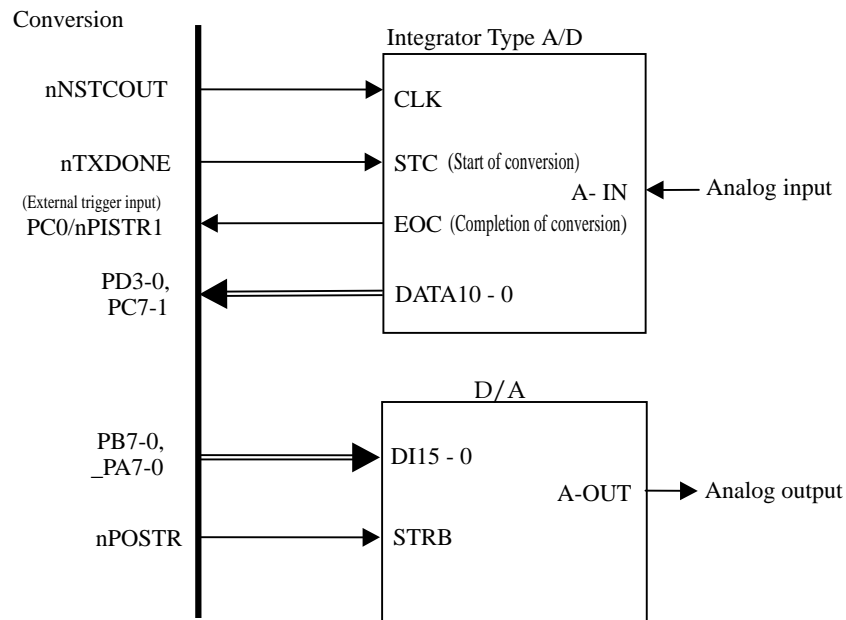 Conversion
Integrator Type A/D
nNSTCOUT
CLK
nTXDONE
STC (Start of conversion)
A- IN
Analog input
(External trigger input)
PC0/nPISTR1
EOC (Completion of conversion)
PD3-0,
PC7-1
DATA10 - 0
D/A
PB7-0,
_PA7-0
DI15 - 0
A-OUT
Analog output
nPOSTR
STRB